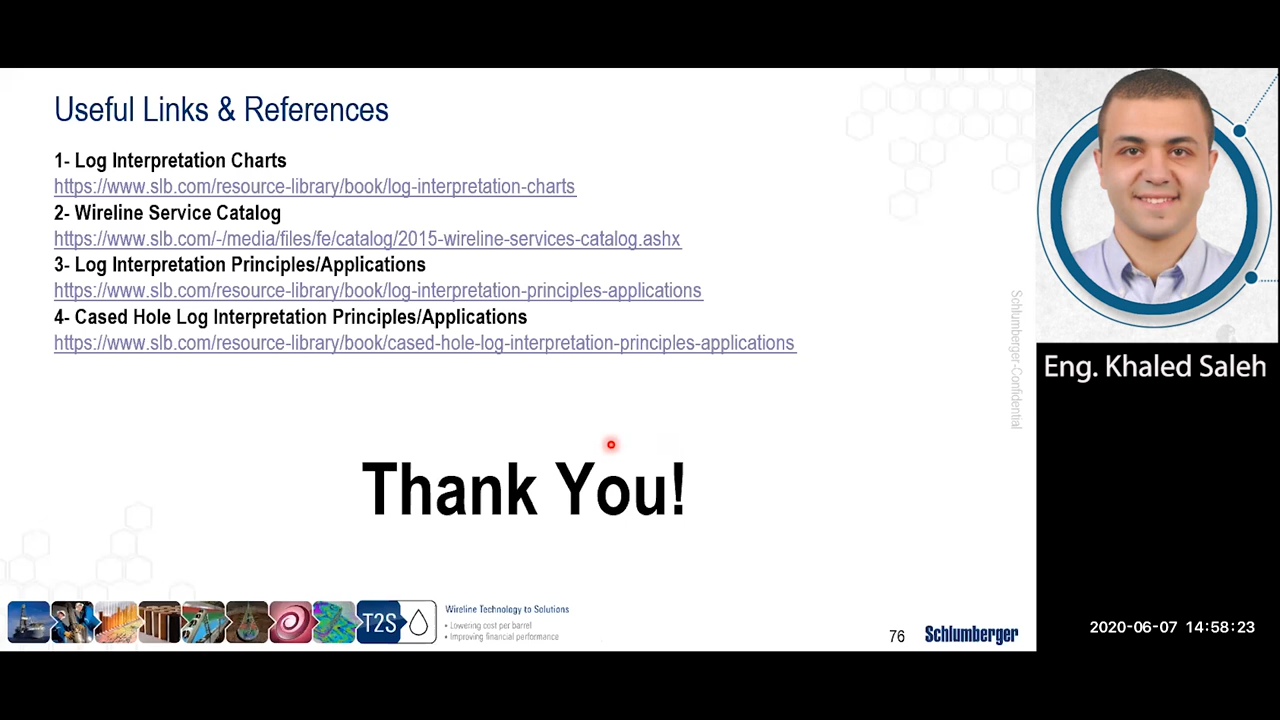 Useful Links & References
1- Log Interpretation Charts
https://www.slb.com/resource-library/book/log-interpretation-charts
2- Wireline Service Catalog
https://www.slb.com/-/media/files/fe/catalog/2015-wireline-services-catalog.ashx
3- Log Interpretation Principles/Applications
https://www.slb.com/resource-library/book/log-interpretation-principles-applications
4- Cased Hole Log Interpretation Principles/Applications
https://www.slb.com/resource-library/book/cased-hole-log-interpretation-principles-applications
Thank You!
T2S
Wireline Technology to Solutions
• Lowering cost per barrel
• Improving financial performance
76
Schlumberger
Schlumberger-Confidential
Eng. Khaled Saleh
2020-06-07 14:58:23